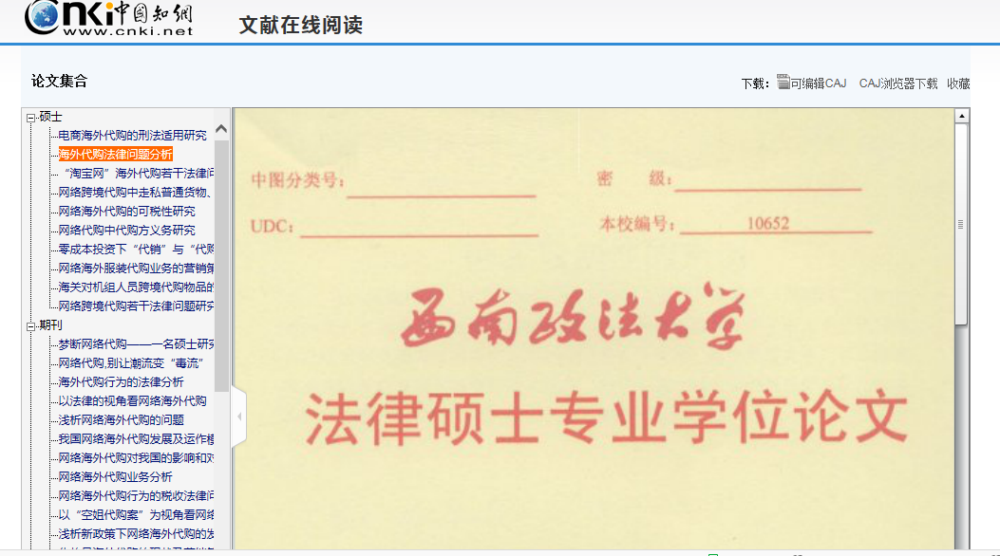 cnki中国知網
www.cnki.net
文献在线阅读
论文集合
下载： 可编辑CAJ CAJ浏览器下载 收藏
硕士
电商海外代购的刑法适用研究
海外代购法律问题分析
“淘宝网”海外代购若干法律问
网络跨境代购中走私普通货物、
网络海外代购的可税性研究
网络代购中代购方义务研究
零成本投资下“代销”与“代购
网络海外服装代购业务的营销策
海关对机组人员跨境代购物品的
网络跨境代购若干法律问题研究
期刊
梦断网络代购——一名硕士研究
网络代购,别让潮流变“毒流”
海外代购行为的法律分析
以法律的视角看网络海外代购
浅析网络海外代购的问题
我国网络海外代购发展及运作模
网络海外代购对我国的影响和对
网络海外代购业务分析
网络海外代购行为的税收法律问
以“空姐代购案”为视角看网络
浅析新政策下网络海外代购的发
中图分类号：
密 级：
UDC：
本校编号： 10652
西南政法大学
法律硕士专业学位论文